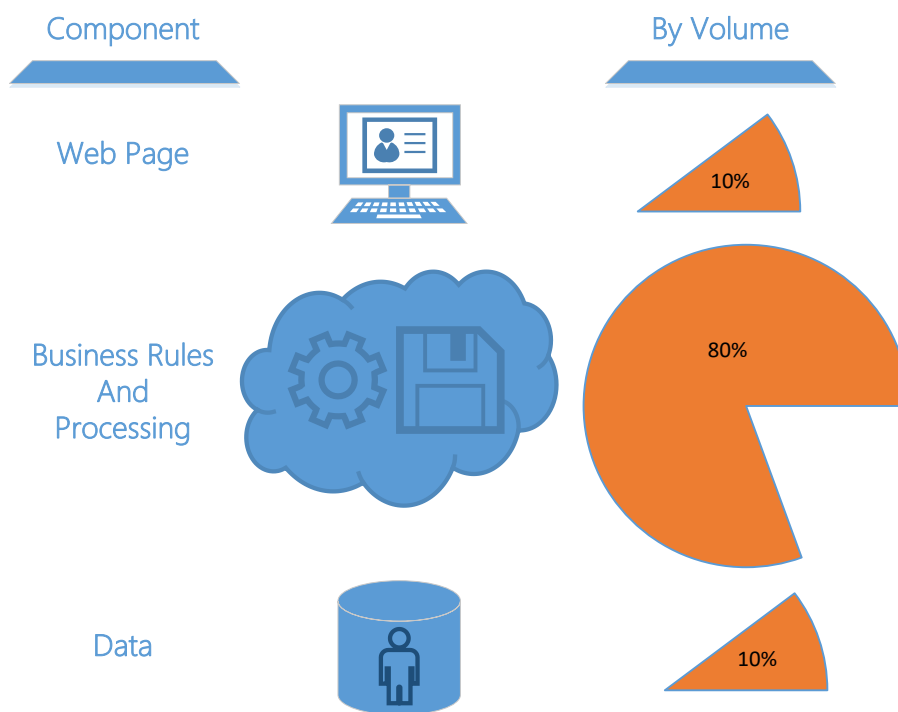 Component
By Volume
Web Page
10%
Business Rules
And
Processing
80%
Data
10%